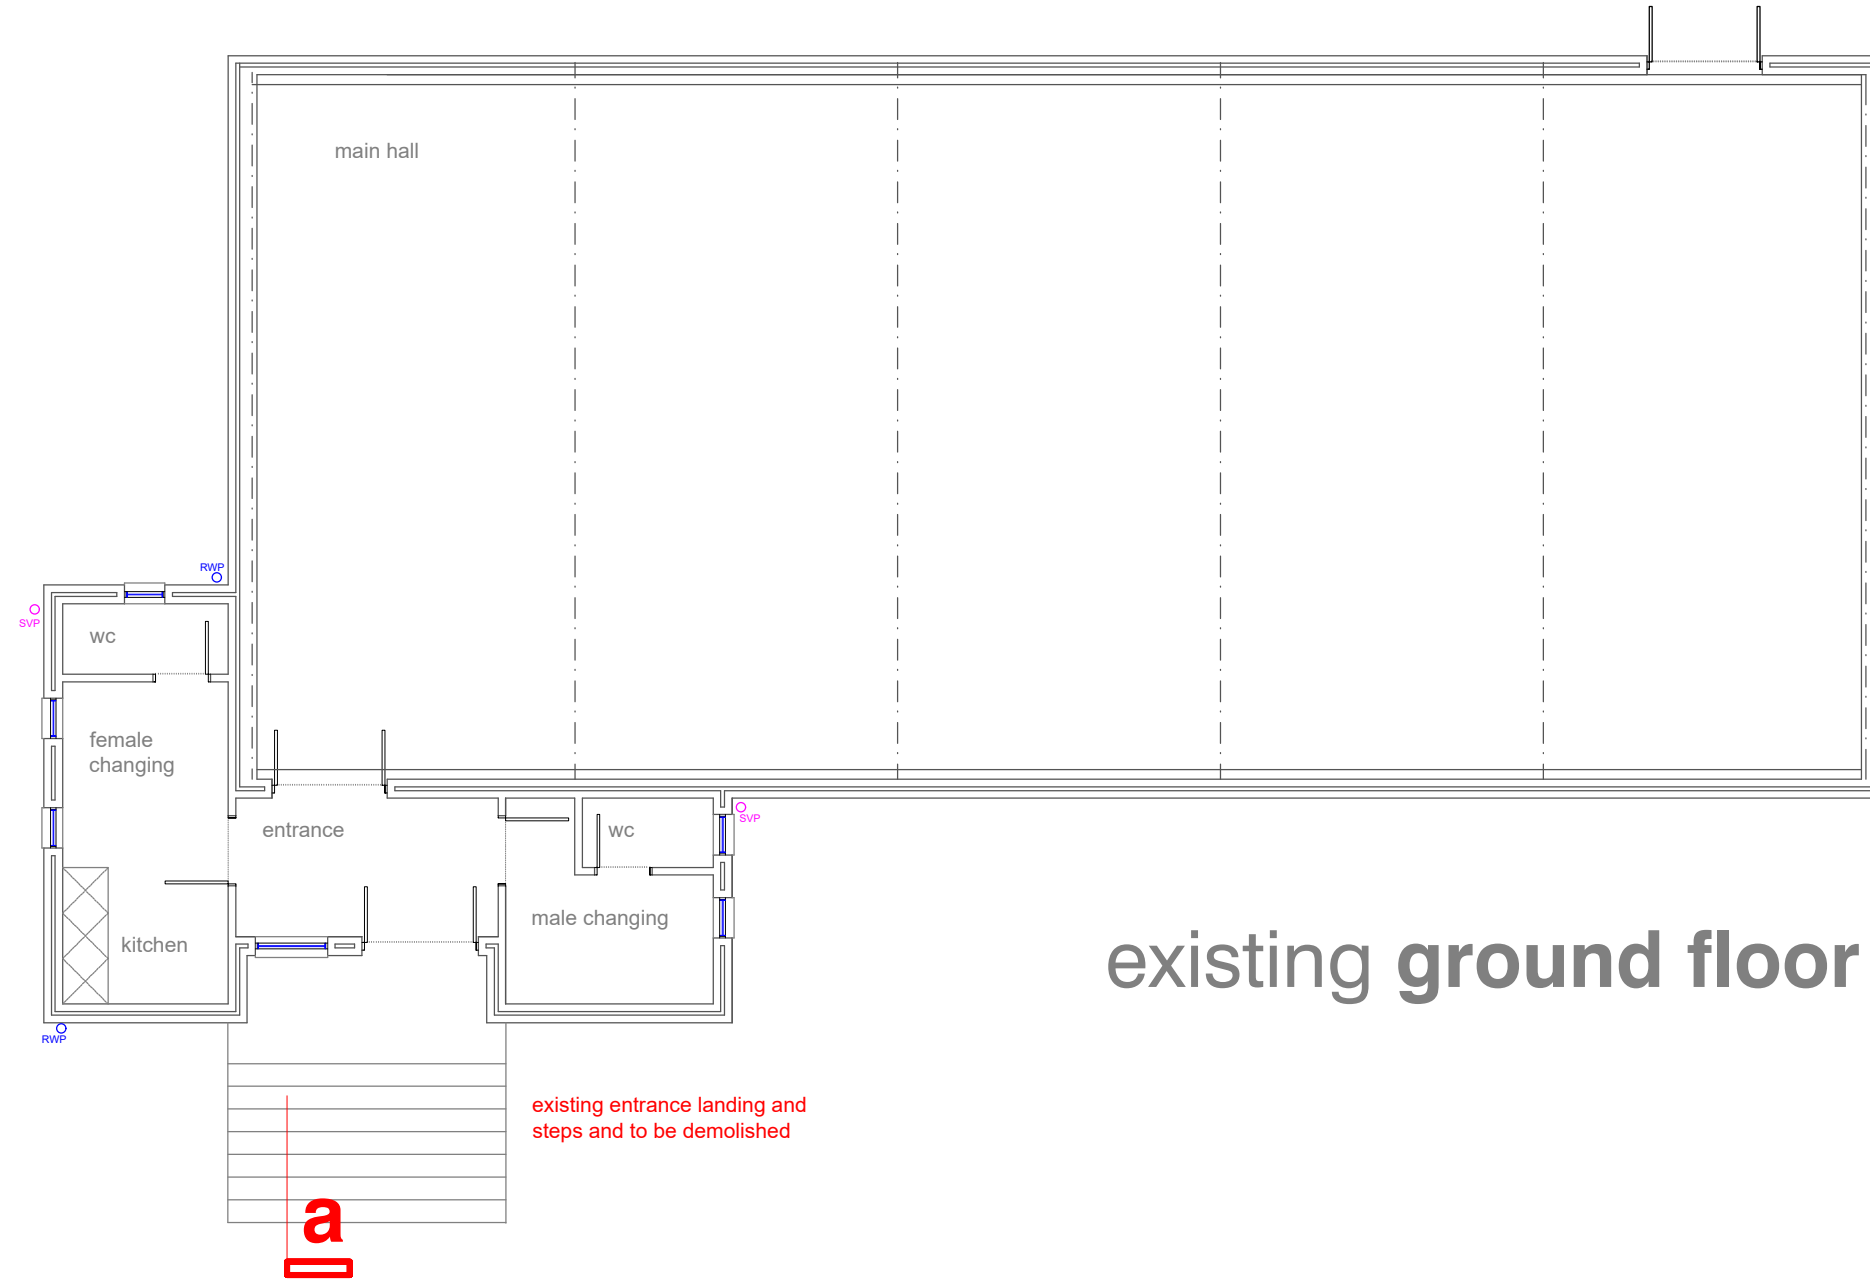 main hall
RWP
SVP
wc
female
changing
entrance
wc
SVP
male changing
kitchen
existing ground floor
RWP
existing entrance landing and
steps and to be demolished
a